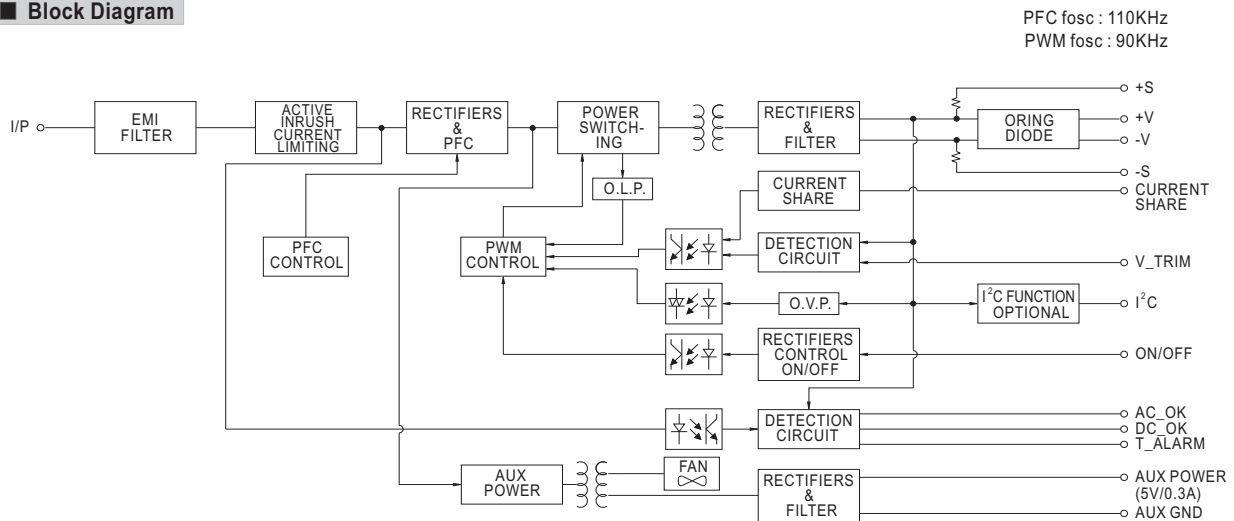 ■ Block Diagram
PFC fosc : 110KHz
PWM fosc : 90KHz
I/P
EMI
FILTER
ACTIVE
INRUSH
CURRENT
LIMITING
RECTIFIERS
&
PFC
POWER
SWITCH-
ING
RECTIFIERS
&
FILTER
ORING
DIODE
+S
+V
-V
-S
O.L.P.
CURRENT
SHARE
CURRENT
SHARE
PFC
CONTROL
PWM
CONTROL
DETECTION
CIRCUIT
V_TRIM
O.V.P.
I²C FUNCTION
OPTIONAL
I²C
RECTIFIERS
CONTROL
ON/OFF
ON/OFF
DETECTION
CIRCUIT
AC_OK
DC_OK
T_ALARM
AUX
POWER
FAN
RECTIFIERS
&
FILTER
AUX POWER
(5V/0.3A)
AUX GND